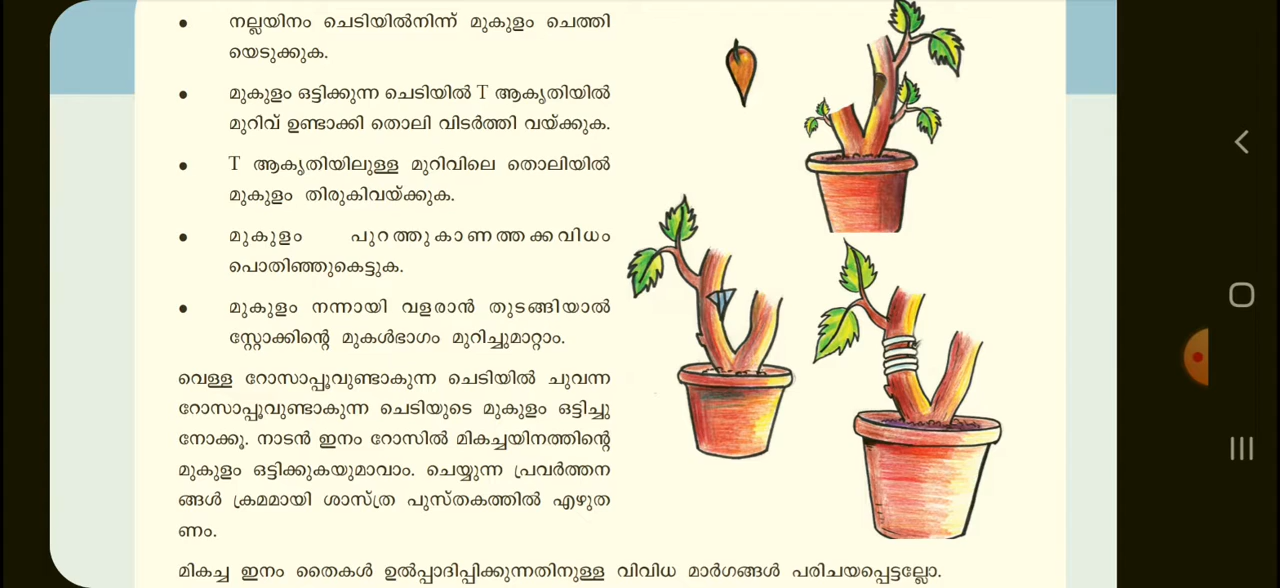 ● നല്ലയിനം ചെടിയിൽനിന്ന് മുകുളം ചെത്തി
യെടുക്കുക.
● മുകുളം ഒട്ടിക്കുന്ന ചെടിയിൽ T ആകൃതിയിൽ
മുറിവ് ഉണ്ടാക്കി തൊലി വിടർത്തി വയ്ക്കുക.
● T ആകൃതിയിലുള്ള മുറിവിലെ തൊലിയിൽ
മുകുളം തിരുകിവയ്ക്കുക.
● മുകുളം പുറത്തുകാണത്തക്കവിധം
പൊതിഞ്ഞുകെട്ടുക.
● മുകുളം നന്നായി വളരാൻ തുടങ്ങിയാൽ
സ്റ്റോക്കിന്റെ മുകൾഭാഗം മുറിച്ചുമാറ്റാം.
വെള്ള റോസാപ്പൂവുണ്ടാകുന്ന ചെടിയിൽ ചുവന്ന
റോസാപ്പൂവുണ്ടാകുന്ന ചെടിയുടെ മുകുളം ഒട്ടിച്ചു
നോക്കൂ. നാടൻ ഇനം റോസിൽ മികച്ചയിനത്തിന്റെ
മുകുളം ഒട്ടിക്കുകയുമാവാം. ചെയ്യുന്ന പ്രവർത്തന
ങ്ങൾ ക്രമമായി ശാസ്ത്ര പുസ്തകത്തിൽ എഴുത
ണം.
മികച്ച ഇനം തൈകൾ ഉൽപ്പാദിപ്പിക്കുന്നതിനുള്ള വിവിധ മാർഗങ്ങൾ പരിചയപ്പെട്ടല്ലോ.